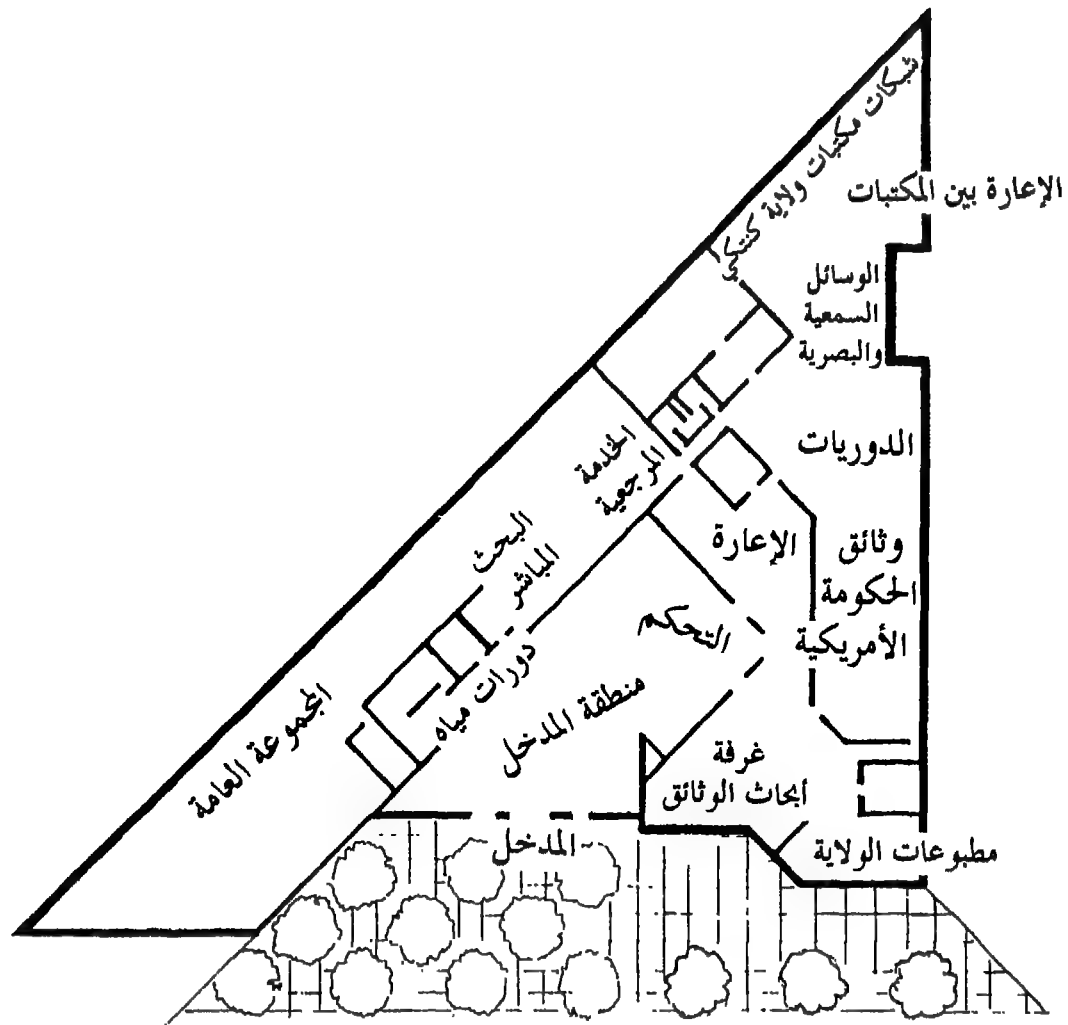 شبكات مكتبات ولاية كنتكي
الإعارة بين المكتبات
الوسائل
السمعية
والبصرية
الدوريات
الخدمة
المرجعية
الإعارة
وثائق
الحكومة
الأمريكية
البحث
المباشر
التحكم
دورات مياه
منطقة المدخل
المجموعة العامة
غرفة
أبحاث الوثائق
المدخل
مطبوعات الولاية